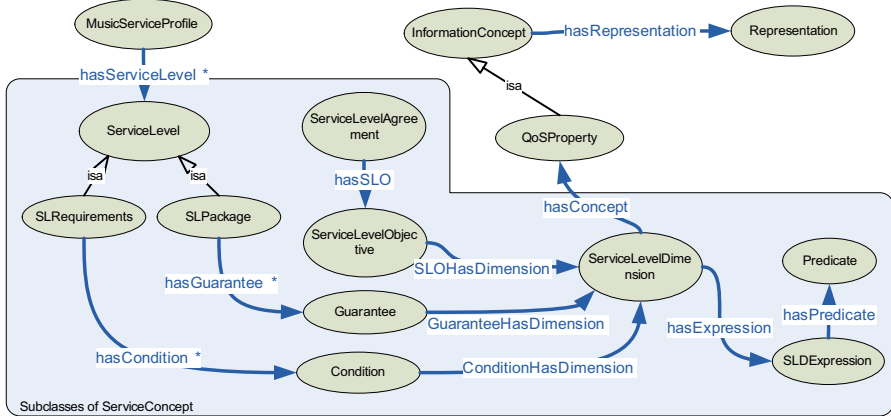 MusicServiceProfile
InformationConcept
hasRepresentation
Representation
hasServiceLevel *
isa
ServiceLevel
ServiceLevelAgree
ment
QoSProperty
isa
isa
hasSLO
SLRequirements
SLPackage
hasConcept
ServiceLevelObjec
tive
SLOHasDimension
ServiceLevelDime
nsion
Predicate
hasGuarantee *
Guarantee
GuaranteeHasDimension
hasExpression
hasPredicate
hasCondition *
Condition
ConditionHasDimension
SLDExpression
Subclasses of ServiceConcept